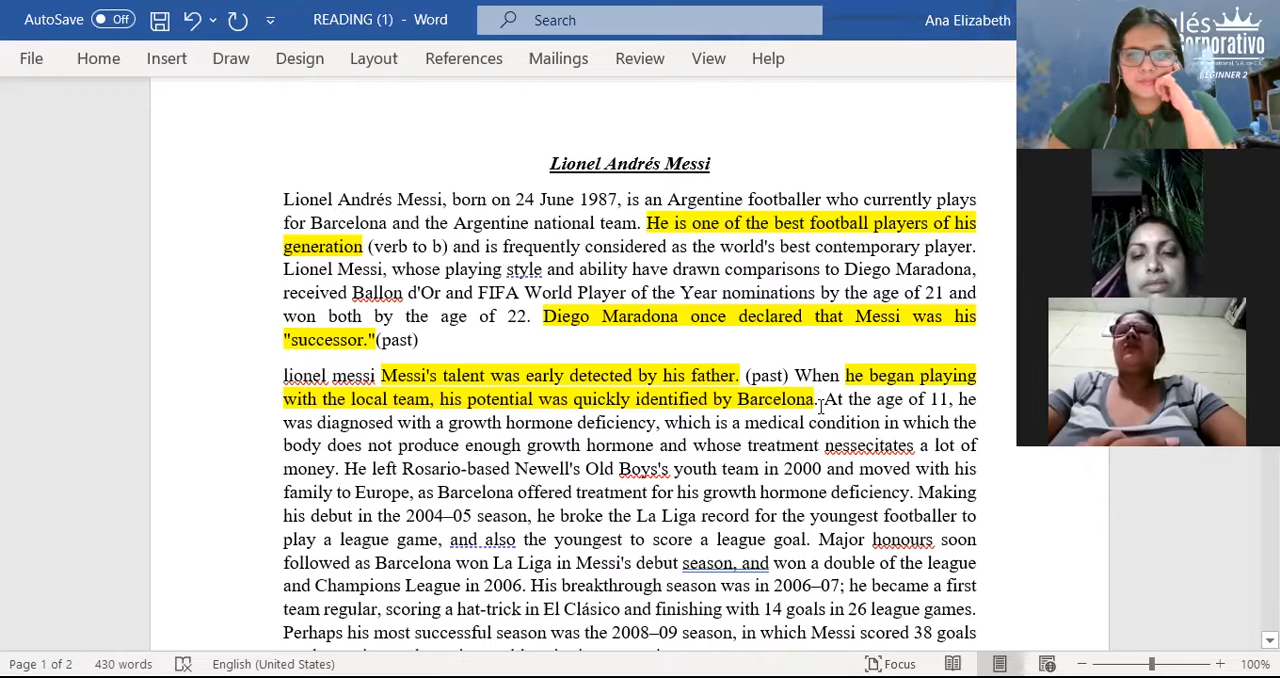 AutoSave Off READING (1) - Word Search Ana Elizabeth
File Home Insert Draw Design Layout References Mailings Review View Help
glés
Corporativo
BEGINNER 2
Lionel Andrés Messi
Lionel Andrés Messi, born on 24 June 1987, is an Argentine footballer who currently plays
for Barcelona and the Argentine national team. He is one of the best football players of his
generation (verb to b) and is frequently considered as the world's best contemporary player.
Lionel Messi, whose playing style and ability have drawn comparisons to Diego Maradona,
received Ballon d'Or and FIFA World Player of the Year nominations by the age of 21 and
won both by the age of 22. Diego Maradona once declared that Messi was his
"successor."(past)
lionel messi Messi's talent was early detected by his father. (past) When he began playing
with the local team, his potential was quickly identified by Barcelona. At the age of 11, he
was diagnosed with a growth hormone deficiency, which is a medical condition in which the
body does not produce enough growth hormone and whose treatment nessecitates a lot of
money. He left Rosario-based Newell's Old Boys's youth team in 2000 and moved with his
family to Europe, as Barcelona offered treatment for his growth hormone deficiency. Making
his debut in the 2004–05 season, he broke the La Liga record for the youngest footballer to
play a league game, and also the youngest to score a league goal. Major honours soon
followed as Barcelona won La Liga in Messi's debut season, and won a double of the league
and Champions League in 2006. His breakthrough season was in 2006–07; he became a first
team regular, scoring a hat-trick in El Clásico and finishing with 14 goals in 26 league games.
Perhaps his most successful season was the 2008–09 season, in which Messi scored 38 goals
Page 1 of 2 430 words English (United States) Focus 100%